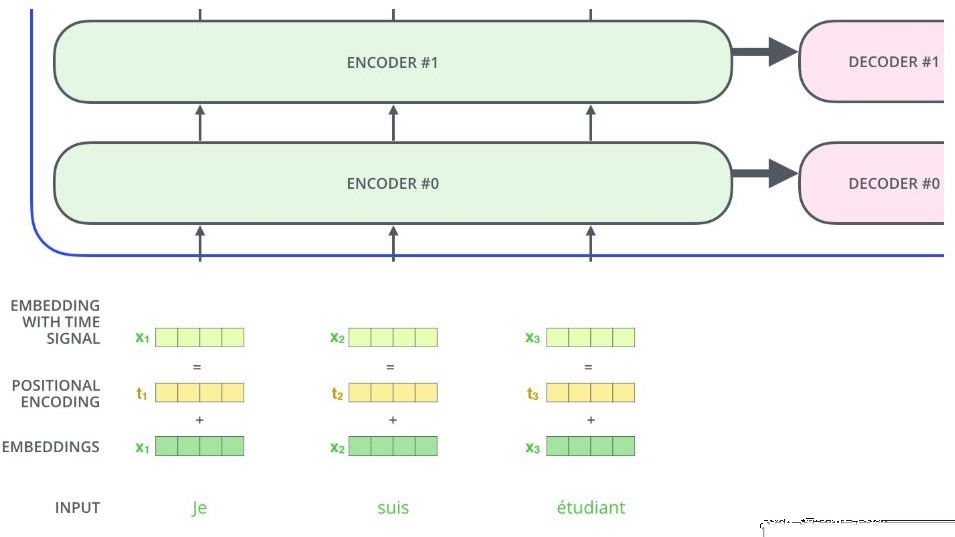 ENCODER #1
DECODER #1
ENCODER #0
DECODER #0
EMBEDDING
WITH TIME
SIGNAL
x₁ x₂ x₃
= = =
POSITIONAL
ENCODING
t₁ t₂ t₃
+ + +
EMBEDDINGS x₁ x₂ x₃
INPUT Je suis étudiant